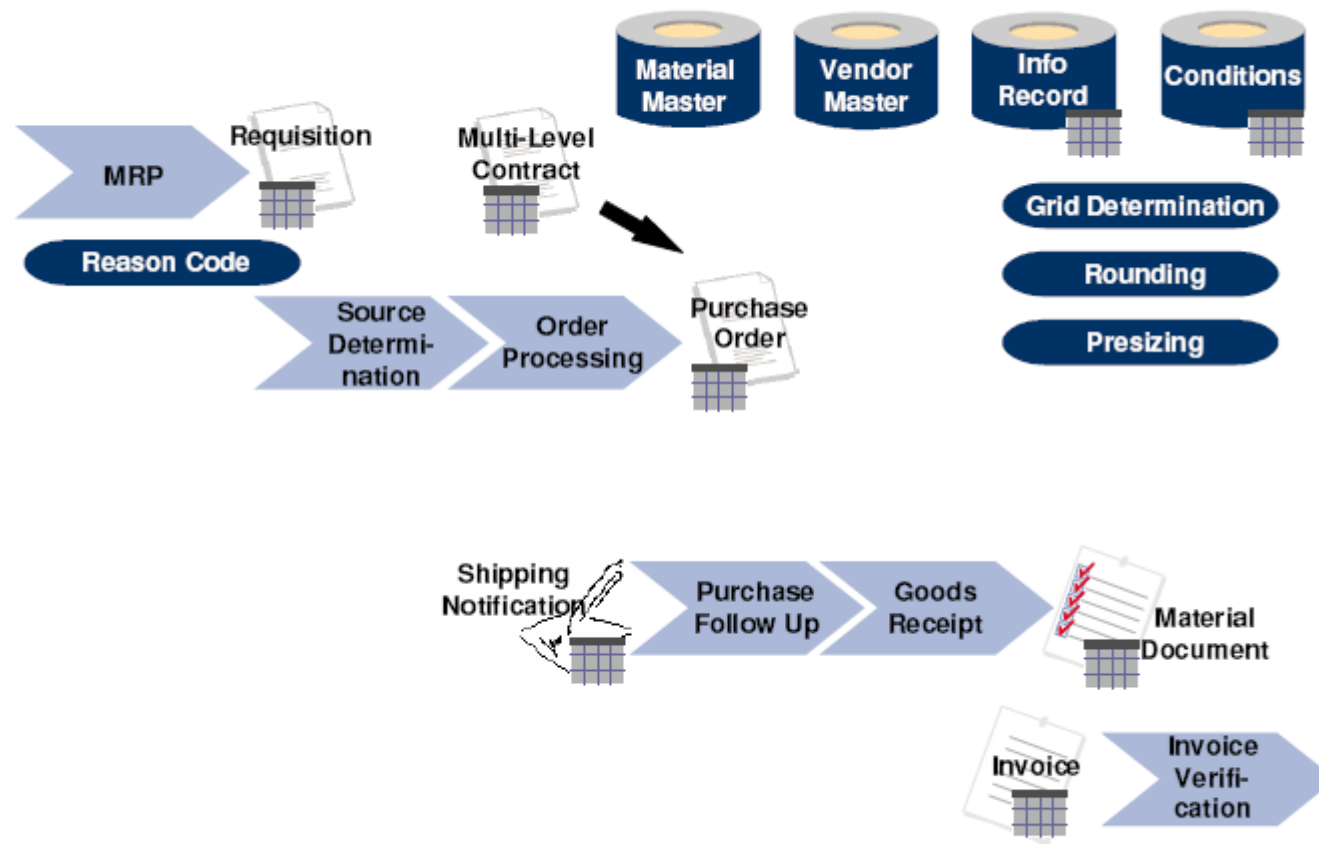 Material
Master
Vendor
Master
Info
Record
Conditions
Requisition
MRP
Multi-Level
Contract
Grid Determination
Reason Code
Rounding
Source
Determi-
nation
Order
Processing
Purchase
Order
Presizing
Shipping
Notification
Purchase
Follow Up
Goods
Receipt
Material
Document
Invoice
Invoice
Verifi-
cation